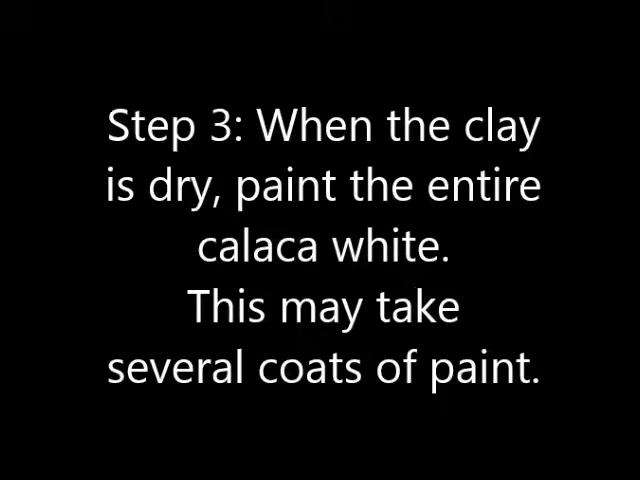 Step 3: When the clay
is dry, paint the entire
calaca white.
This may take
several coats of paint.